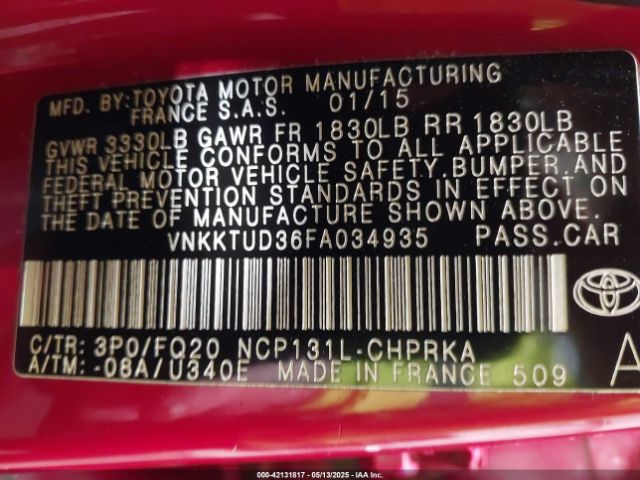 MFD. BY: TOYOTA MOTOR MANUFACTURING
FRANCE S.A.S. 01/15
GVWR 3330LB GAWR FR 1830LB RR 1830LB
THIS VEHICLE CONFORMS TO ALL APPLICABLE
FEDERAL MOTOR VEHICLE SAFETY, BUMPER, AND
THEFT PREVENTION STANDARDS IN EFFECT ON
THE DATE OF MANUFACTURE SHOWN ABOVE.
VNKKTUD36FA034935 PASS.CAR
C/TR: 3P0/FQ20 NCP131L-CHPRKA
A/TM: -08A/U340E MADE IN FRANCE 509
A
000-42131817 - 05/13/2025 - IAA Inc.